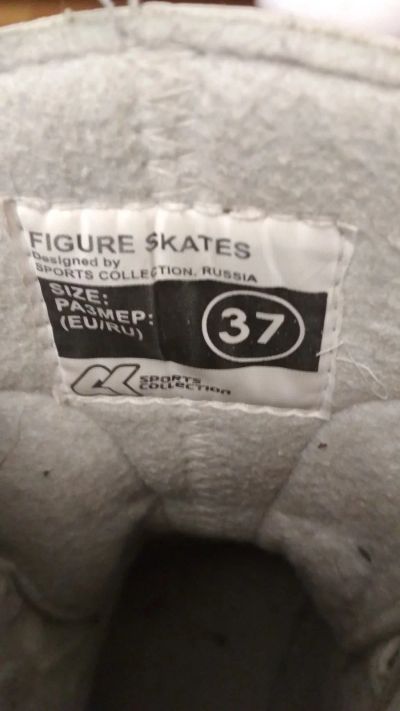 FIGURE SKATES
Designed by
SPORTS COLLECTION, RUSSIA
SIZE:
РАЗМЕР:
(EU/RU)
37
SPORTS
COLLECTION